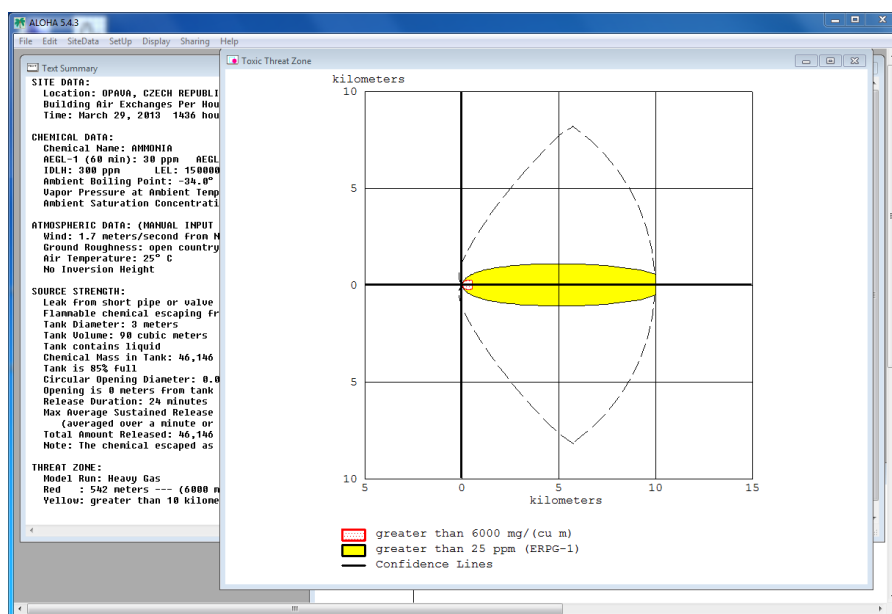 ALOHA 5.4.3
File Edit SiteData SetUp Display Sharing Help
Text Summary
SITE DATA:
Location: OPAVA, CZECH REPUBLI
Building Air Exchanges Per Hou
Time: March 29, 2013 1436 hou
CHEMICAL DATA:
Chemical Name: AMMONIA
AEGL-1 (60 min): 30 ppm AEGL
IDLH: 300 ppm LEL: 150000
Ambient Boiling Point: -34.0°
Vapor Pressure at Ambient Temp
Ambient Saturation Concentrati
ATMOSPHERIC DATA: (MANUAL INPUT
Wind: 1.7 meters/second from N
Ground Roughness: open country
Air Temperature: 25° C
No Inversion Height
SOURCE STRENGTH:
Leak from short pipe or valve
Flammable chemical escaping fr
Tank Diameter: 3 meters
Tank Volume: 90 cubic meters
Tank contains liquid
Chemical Mass in Tank: 46,146
Tank is 85% full
Circular Opening Diameter: 0.0
Opening is 0 meters from tank
Release Duration: 24 minutes
Max Average Sustained Release
(averaged over a minute or
Total Amount Released: 46,146
Note: The chemical escaped as
THREAT ZONE:
Model Run: Heavy Gas
Red : 542 meters --- (6000 m
Yellow: greater than 10 kilome
Toxic Threat Zone
kilometers
10
5
0
5
10
5 0 5 10 15
kilometers
greater than 6000 mg/(cu m)
greater than 25 ppm (ERPG-1)
Confidence Lines